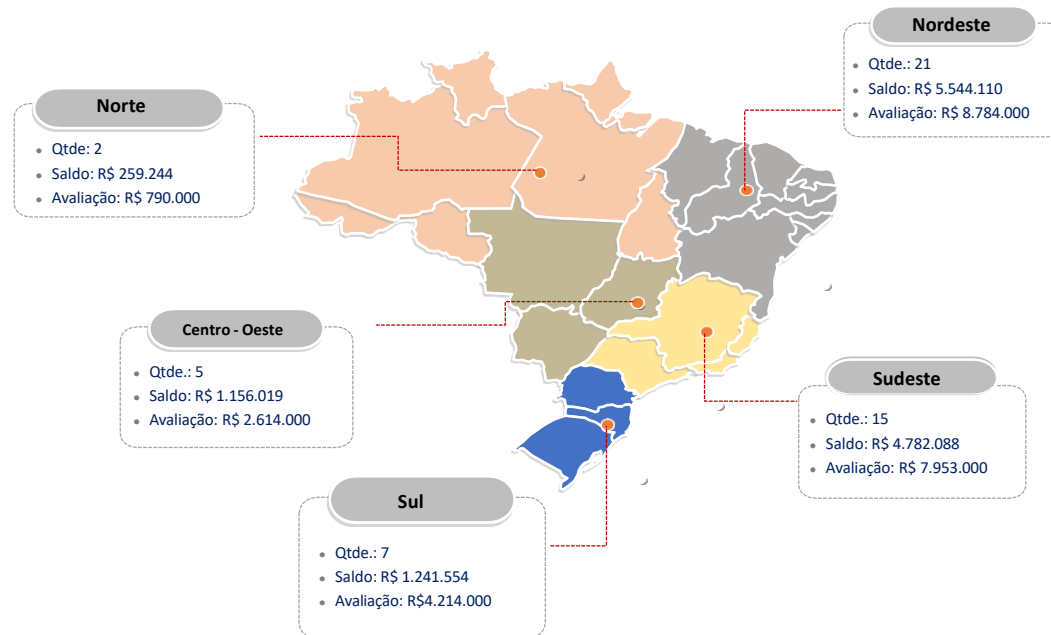 Nordeste
Qtde.: 21
Saldo: R$ 5.544.110
Avaliação: R$ 8.784.000
Norte
Qtde: 2
Saldo: R$ 259.244
Avaliação: R$ 790.000
Centro - Oeste
Qtde.: 5
Saldo: R$ 1.156.019
Avaliação: R$ 2.614.000
Sudeste
Qtde.: 15
Saldo: R$ 4.782.088
Avaliação: R$ 7.953.000
Sul
Qtde.: 7
Saldo: R$ 1.241.554
Avaliação: R$4.214.000